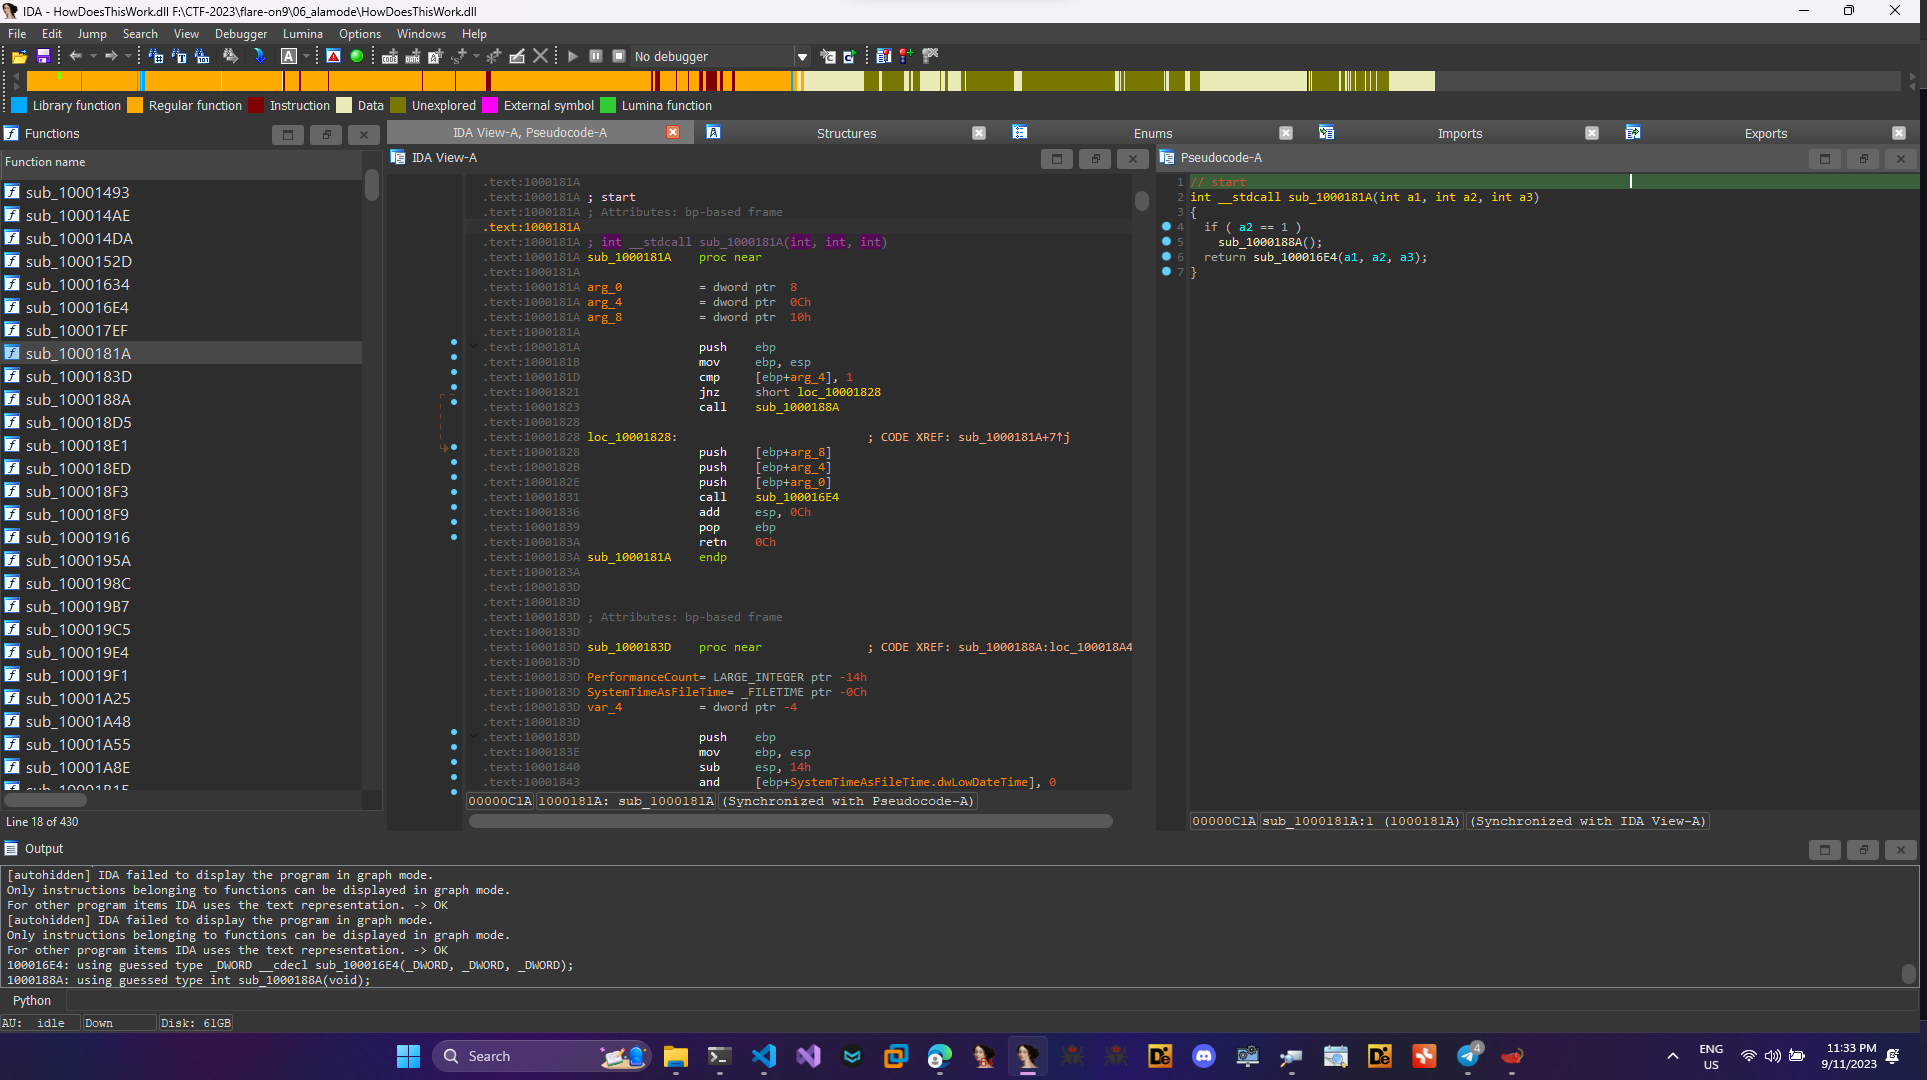 IDA - HowDoesThisWork.dll F:\CTF-2023\flare-on9\06_alamode\HowDoesThisWork.dll
File Edit Jump Search View Debugger Lumina Options Windows Help
No debugger
Library function Regular function Instruction Data Unexplored External symbol Lumina function
Functions
Function name
sub_10001493
sub_100014AE
sub_100014DA
sub_1000152D
sub_10001634
sub_100016E4
sub_100017EF
sub_1000181A
sub_1000183D
sub_1000188A
sub_100018D5
sub_100018E1
sub_100018ED
sub_100018F3
sub_100018F9
sub_10001916
sub_1000195A
sub_1000198C
sub_100019B7
sub_100019C5
sub_100019E4
sub_100019F1
sub_10001A25
sub_10001A48
sub_10001A55
sub_10001A8E
sub_10001B15
Line 18 of 430
IDA View-A, Pseudocode-A Structures Enums Imports Exports
IDA View-A
.text:1000181A
.text:1000181A ; start
.text:1000181A ; Attributes: bp-based frame
.text:1000181A
.text:1000181A ; int __stdcall sub_1000181A(int, int, int)
.text:1000181A sub_1000181A proc near
.text:1000181A
.text:1000181A arg_0 = dword ptr 8
.text:1000181A arg_4 = dword ptr 0Ch
.text:1000181A arg_8 = dword ptr 10h
.text:1000181A
.text:1000181A push ebp
.text:1000181B mov ebp, esp
.text:1000181D cmp [ebp+arg_4], 1
.text:10001821 jnz short loc_10001828
.text:10001823 call sub_1000188A
.text:10001828
.text:10001828 loc_10001828: ; CODE XREF: sub_1000181A+7↑j
.text:10001828 push [ebp+arg_8]
.text:1000182B push [ebp+arg_4]
.text:1000182E push [ebp+arg_0]
.text:10001831 call sub_100016E4
.text:10001836 add esp, 0Ch
.text:10001839 pop ebp
.text:1000183A retn 0Ch
.text:1000183A sub_1000181A endp
.text:1000183A
.text:1000183D
.text:1000183D
.text:1000183D ; Attributes: bp-based frame
.text:1000183D
.text:1000183D sub_1000183D proc near ; CODE XREF: sub_1000188A:loc_100018A4
.text:1000183D
.text:1000183D PerformanceCount= LARGE_INTEGER ptr -14h
.text:1000183D SystemTimeAsFileTime= _FILETIME ptr -0Ch
.text:1000183D var_4 = dword ptr -4
.text:1000183D
.text:1000183D push ebp
.text:1000183E mov ebp, esp
.text:10001840 sub esp, 14h
.text:10001843 and [ebp+SystemTimeAsFileTime.dwLowDateTime], 0
00000C1A 1000181A: sub_1000181A (Synchronized with Pseudocode-A)
Pseudocode-A
1 // start
2 int __stdcall sub_1000181A(int a1, int a2, int a3)
3 {
4 if ( a2 == 1 )
5 sub_1000188A();
6 return sub_100016E4(a1, a2, a3);
7 }
00000C1A sub_1000181A:1 (1000181A) (Synchronized with IDA View-A)
Output
[autohidden] IDA failed to display the program in graph mode.
Only instructions belonging to functions can be displayed in graph mode.
For other program items IDA uses the text representation. -> OK
[autohidden] IDA failed to display the program in graph mode.
Only instructions belonging to functions can be displayed in graph mode.
For other program items IDA uses the text representation. -> OK
100016E4: using guessed type _DWORD __cdecl sub_100016E4(_DWORD, _DWORD, _DWORD);
1000188A: using guessed type int sub_1000188A(void);
Python
AU: idle Down Disk: 61GB
Search
ENG
US
11:33 PM
9/11/2023